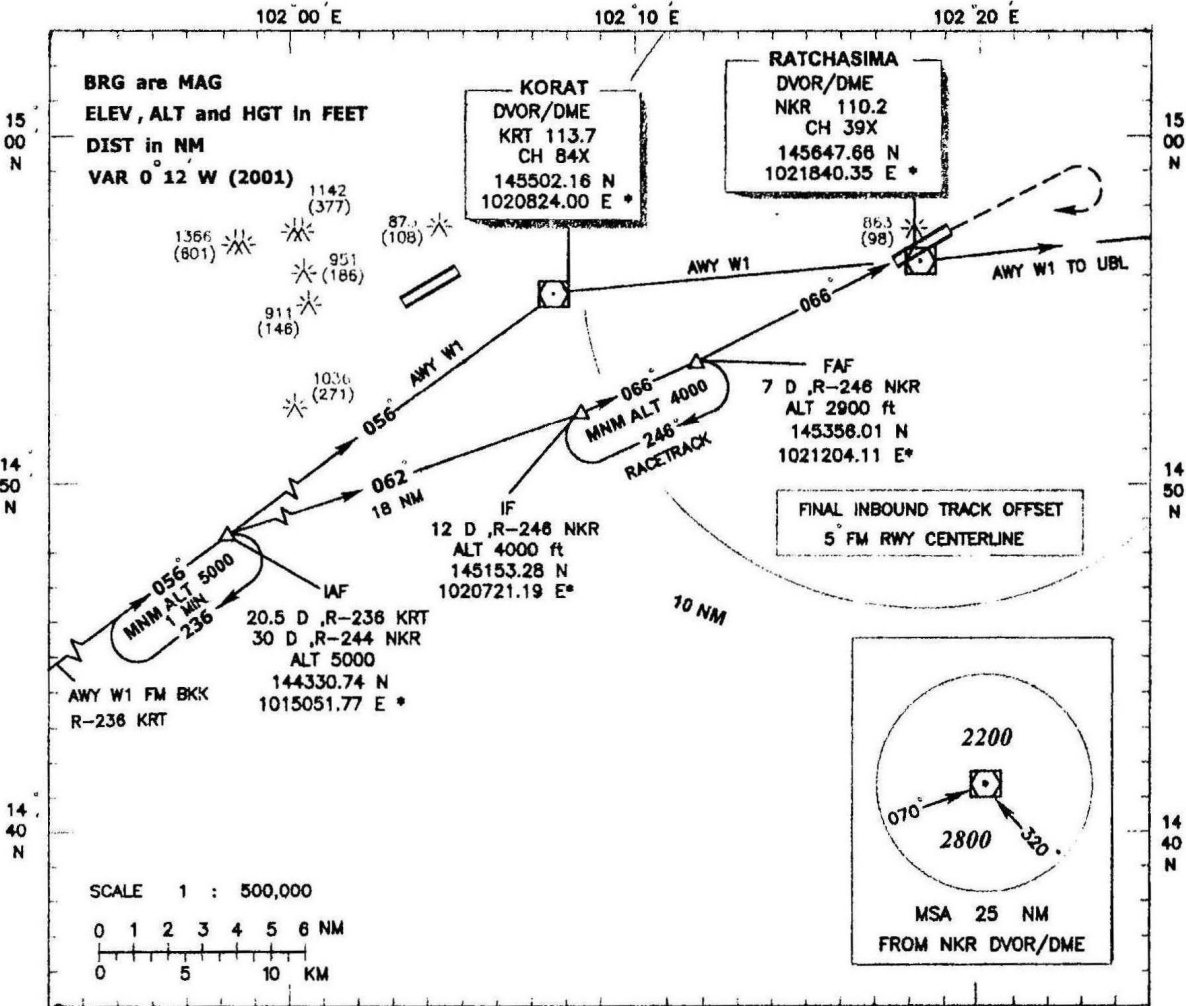 102° 00' E
102° 10' E
102° 20' E
BRG are MAG
ELEV, ALT and HGT in FEET
DIST in NM
VAR 0° 12' W (2001)
KORAT
DVOR/DME
KRT 113.7
CH 84X
145502.16 N
1020824.00 E *
RATCHASIMA
DVOR/DME
NKR 110.2
CH 39X
145647.66 N
1021840.35 E *
15°
00'
N
15°
00'
N
1142
(377)
1366
(601)
951
(186)
911
(146)
1036
(271)
(108)
863
(98)
AWY W1
AWY W1 TO UBL
066°
AWY W1
056°
066°
MNM ALT 4000
246°
RACETRACK
FAF
7 D ,R-246 NKR
ALT 2900 ft
145356.01 N
1021204.11 E*
062°
18 NM
14°
50'
N
14°
50'
N
IF
12 D ,R-246 NKR
ALT 4000 ft
145153.28 N
1020721.19 E*
FINAL INBOUND TRACK OFFSET
5° FM RWY CENTERLINE
10 NM
056°
MNM ALT 5000
1 MIN
236
IAF
20.5 D ,R-236 KRT
30 D ,R-244 NKR
ALT 5000
144330.74 N
1015051.77 E *
AWY W1 FM BKK
R-236 KRT
2200
070°
2800
320°
MSA 25 NM
FROM NKR DVOR/DME
14°
40'
N
14°
40'
N
SCALE 1 : 500,000
0 1 2 3 4 5 6 NM
0 5 10 KM